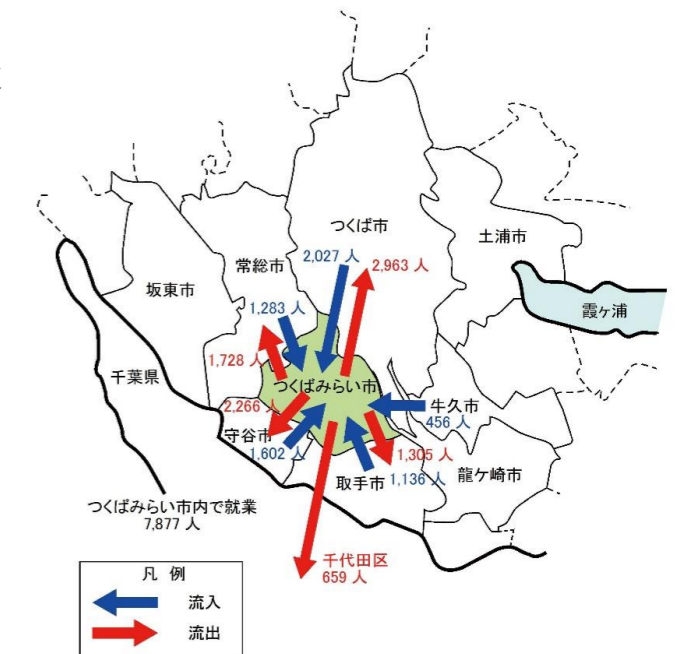 つくば市
土浦市
常総市
2,027 人
2,963 人
坂東市
霞ヶ浦
1,283 人
1,728 人
千葉県
つくばみらい市
2,266 人
牛久市
456 人
守谷市
1,602 人
1,305 人
取手市
1,136 人
龍ケ崎市
つくばみらい市内で就業
7,877 人
千代田区
659 人
凡 例
流入
流出